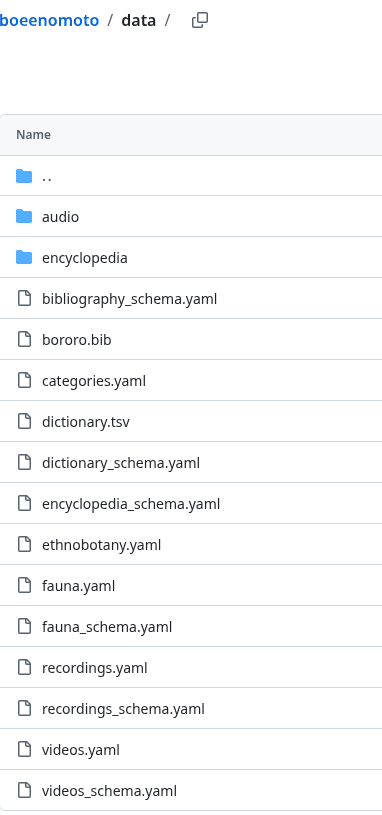 boeenomoto / data /
Name
..
audio
encyclopedia
bibliography_schema.yaml
bororo.bib
categories.yaml
dictionary.tsv
dictionary_schema.yaml
encyclopedia_schema.yaml
ethnobotany.yaml
fauna.yaml
fauna_schema.yaml
recordings.yaml
recordings_schema.yaml
videos.yaml
videos_schema.yaml